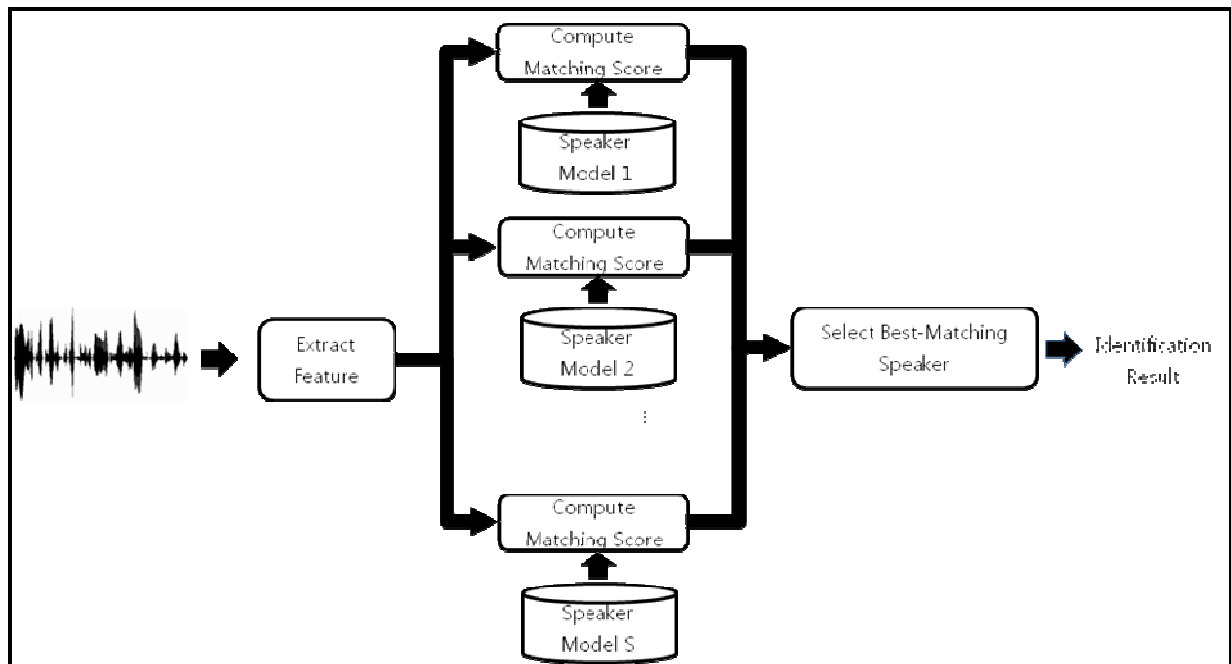 Compute
Matching Score
Speaker
Model 1
Compute
Matching Score
Speaker
Model 2
⋮
Compute
Matching Score
Speaker
Model S
Extract
Feature
Select Best-Matching
Speaker
Identification
Result